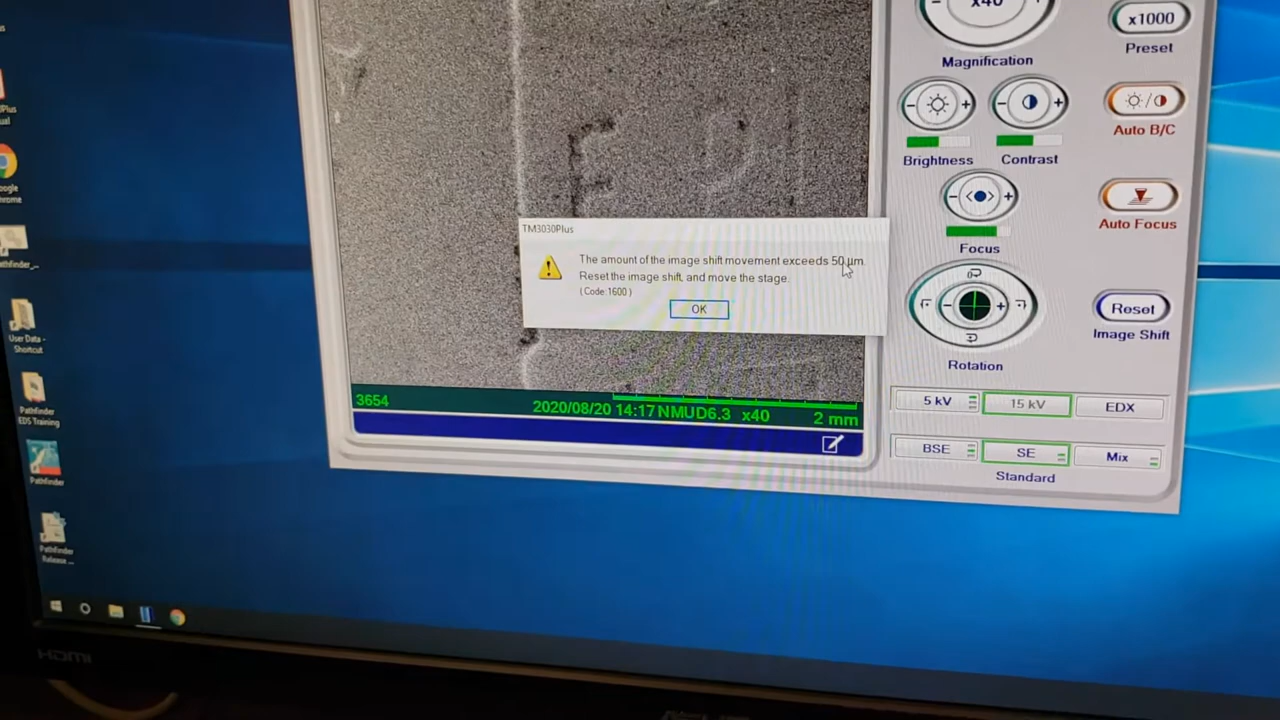 x40
Magnification
x1000
Preset
Brightness
Contrast
Auto B/C
Focus
Auto Focus
Rotation
Reset
Image Shift
TM3030Plus
The amount of the image shift movement exceeds 50 µm.
Reset the image shift, and move the stage.
( Code:1600 )
OK
3654
2020/08/20 14:17 NMUD6.3 x40 2 mm
5 kV
15 kV
EDX
BSE
SE
Mix
Standard
User Data -
Shortcut
Pathfinder
EDS Training
Pathfinder
Pathfinder
Release ...
HDMI